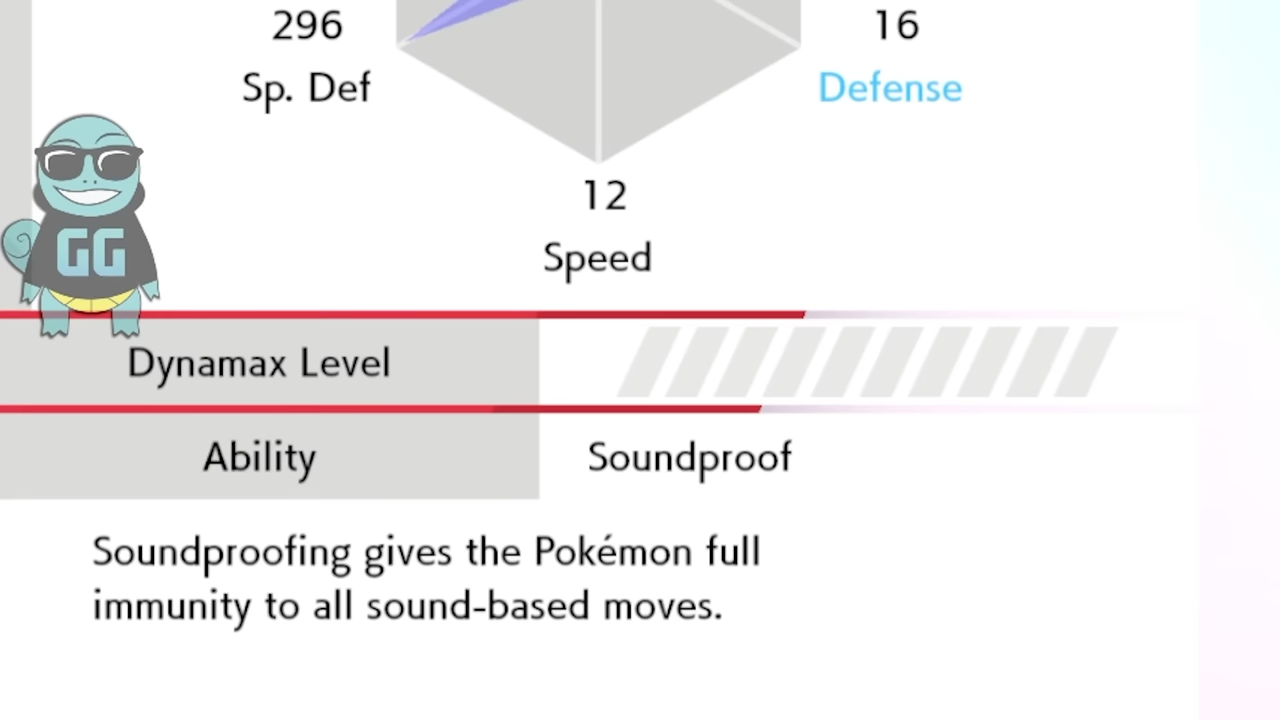 296
16
Sp. Def
Defense
12
Speed
GG
Dynamax Level
Ability
Soundproof
Soundproofing gives the Pokémon full
immunity to all sound-based moves.